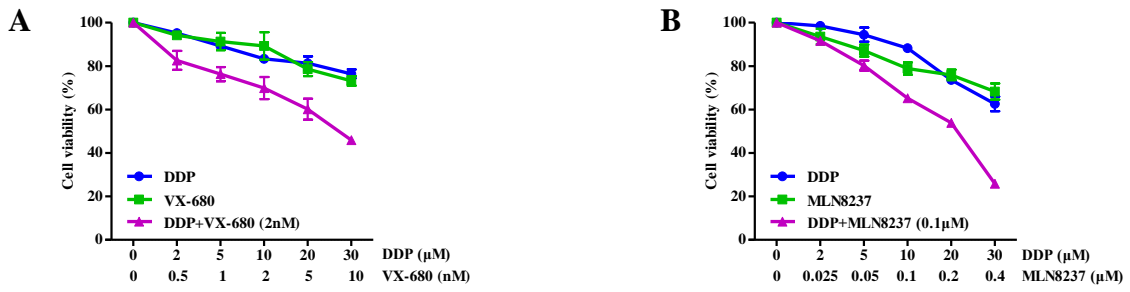 A
Cell viability (%)
100
80
60
40
20
0
DDP
VX-680
DDP+VX-680 (2nM)
0 2 5 10 20 30 DDP (μM)
0 0.5 1 2 5 10 VX-680 (nM)
B
Cell viability (%)
100
80
60
40
20
0
DDP
MLN8237
DDP+MLN8237 (0.1μM)
0 2 5 10 20 30 DDP (μM)
0 0.025 0.05 0.1 0.2 0.4 MLN8237 (μM)